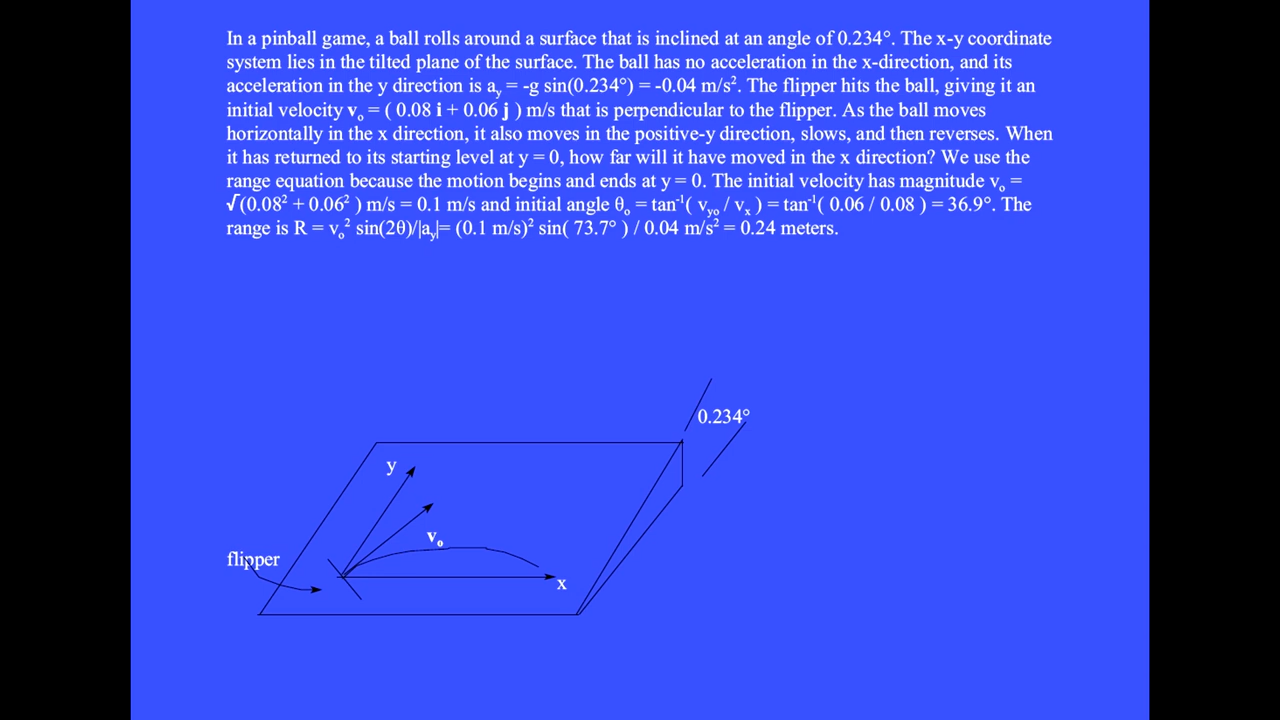 In a pinball game, a ball rolls around a surface that is inclined at an angle of 0.234°. The x-y coordinate
system lies in the tilted plane of the surface. The ball has no acceleration in the x-direction, and its
acceleration in the y direction is aᵧ = -g sin(0.234°) = -0.04 m/s². The flipper hits the ball, giving it an
initial velocity vₒ = ( 0.08 i + 0.06 j ) m/s that is perpendicular to the flipper. As the ball moves
horizontally in the x direction, it also moves in the positive-y direction, slows, and then reverses. When
it has returned to its starting level at y = 0, how far will it have moved in the x direction? We use the
range equation because the motion begins and ends at y = 0. The initial velocity has magnitude vₒ =
√(0.08² + 0.06² ) m/s = 0.1 m/s and initial angle θₒ = tan⁻¹( vyo / vₓ ) = tan⁻¹( 0.06 / 0.08 ) = 36.9°. The
range is R = vₒ² sin(2θ)/|aᵧ|= (0.1 m/s)² sin( 73.7° ) / 0.04 m/s² = 0.24 meters.
0.234°
y
vₒ
flipper
x